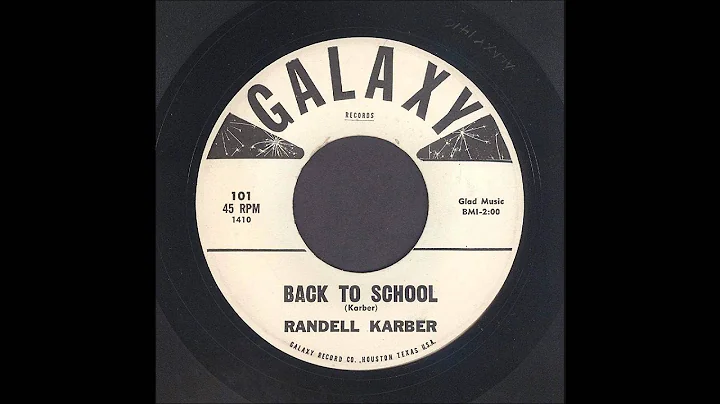 GALAXY
RECORDS
101
45 RPM
1410
Glad Music
BMI-2:00
BACK TO SCHOOL
(Karber)
RANDELL KARBER
GALAXY RECORD CO., HOUSTON TEXAS U.S.A.